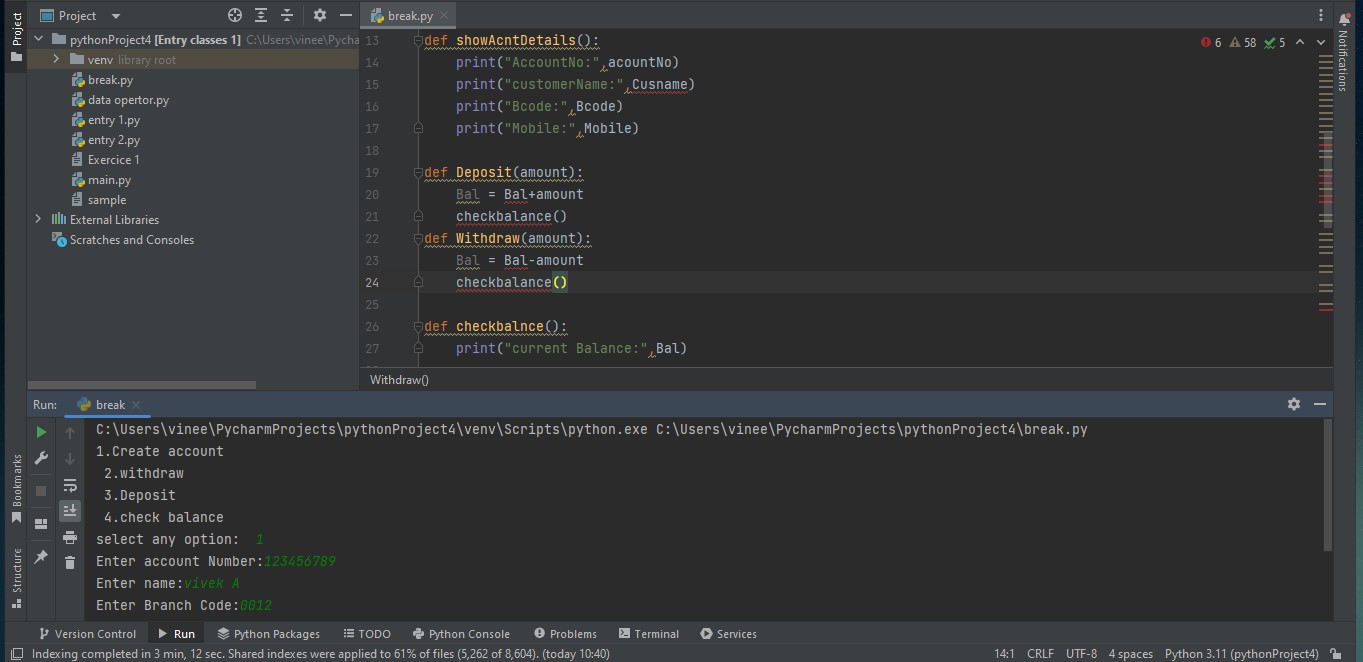 Project
break.py
Project
pythonProject4 [Entry classes 1] C:\Users\vinee\Pycha
venv library root
break.py
data opertor.py
entry 1.py
entry 2.py
Exercice 1
main.py
sample
External Libraries
Scratches and Consoles
6 58 5
Notifications
13 def showAcntDetails():
14 print("AccountNo:",acountNo)
15 print("customerName:",Cusname)
16 print("Bcode:",Bcode)
17 print("Mobile:",Mobile)
18
19 def Deposit(amount):
20 Bal = Bal+amount
21 checkbalance()
22 def Withdraw(amount):
23 Bal = Bal-amount
24 checkbalance()
25
26 def checkbalnce():
27 print("current Balance:",Bal)
Withdraw()
Run: break
C:\Users\vinee\PycharmProjects\pythonProject4\venv\Scripts\python.exe C:\Users\vinee\PycharmProjects\pythonProject4\break.py
1.Create account
2.withdraw
3.Deposit
4.check balance
select any option: 1
Enter account Number:123456789
Enter name:vivek A
Enter Branch Code:0012
Bookmarks
Structure
Version Control Run Python Packages TODO Python Console Problems Terminal Services
Indexing completed in 3 min, 12 sec. Shared indexes were applied to 61% of files (5,262 of 8,604). (today 10:40) 14:1 CRLF UTF-8 4 spaces Python 3.11 (pythonProject4)